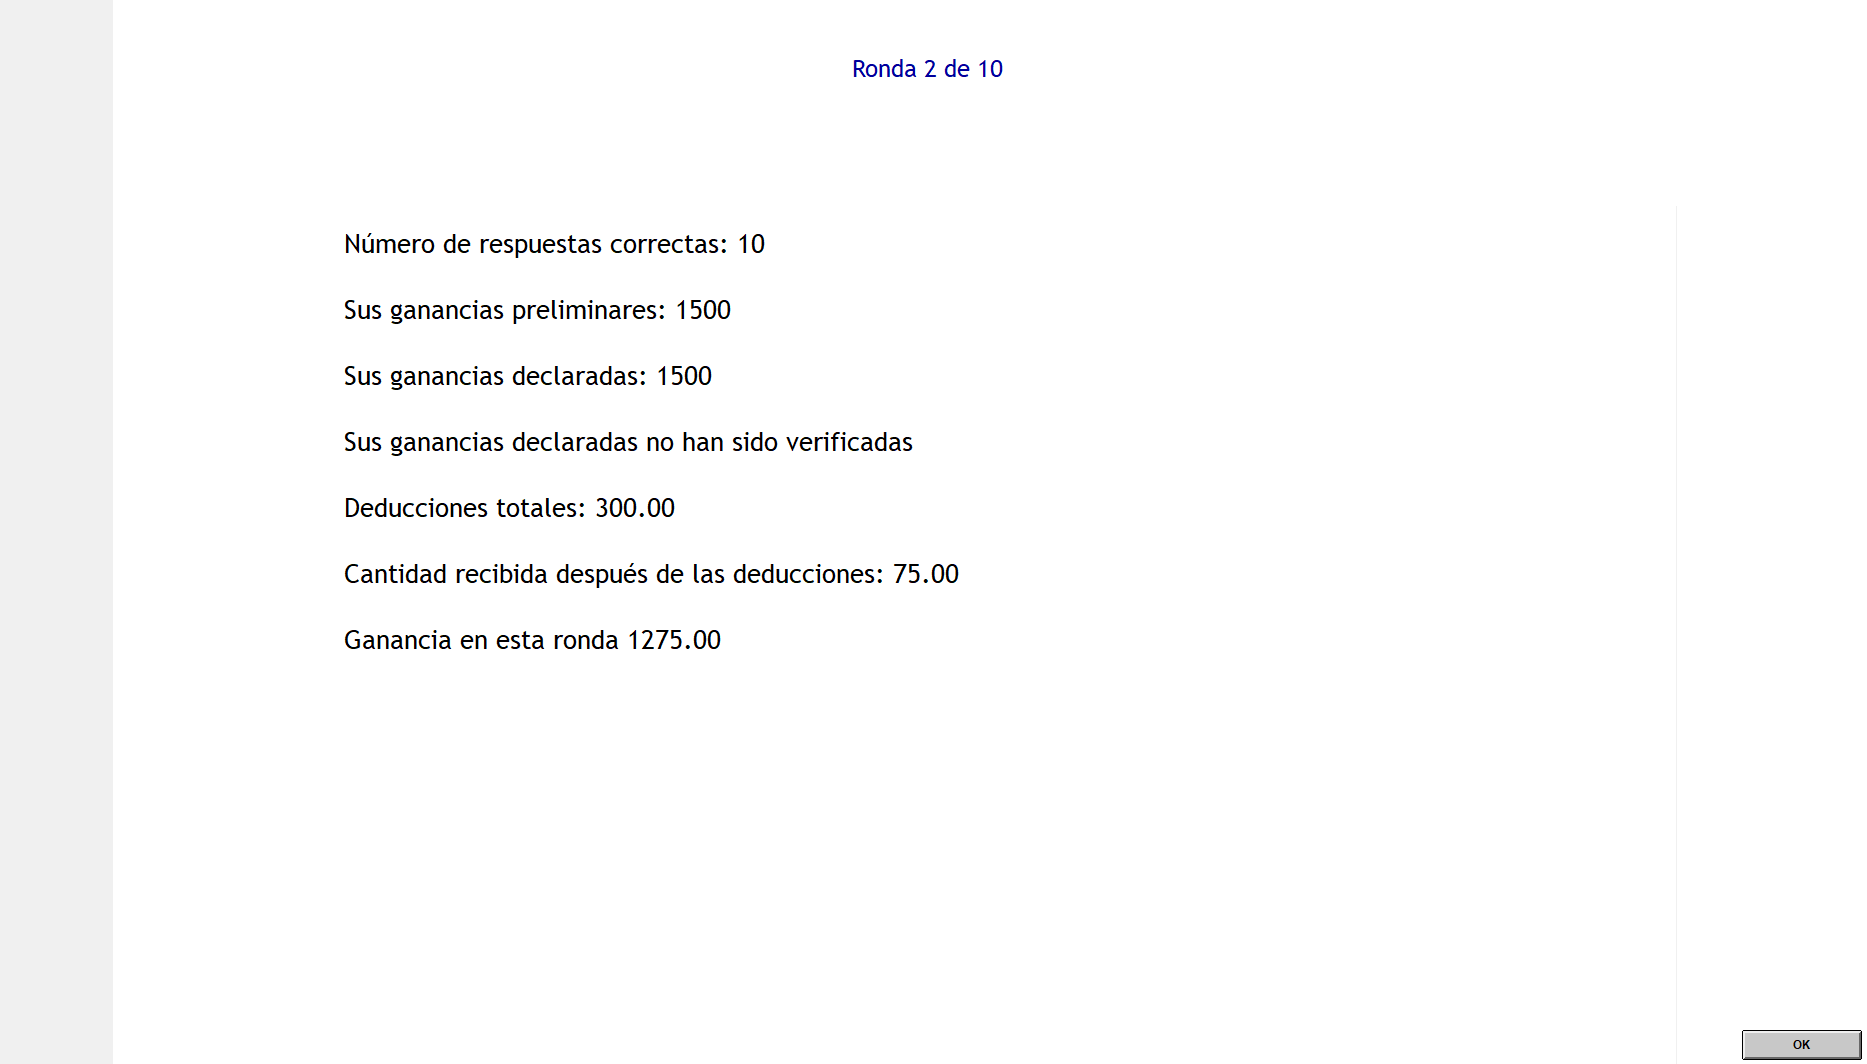 Ronda 2 de 10
Número de respuestas correctas: 10
Sus ganancias preliminares: 1500
Sus ganancias declaradas: 1500
Sus ganancias declaradas no han sido verificadas
Deducciones totales: 300.00
Cantidad recibida después de las deducciones: 75.00
Ganancia en esta ronda 1275.00
OK